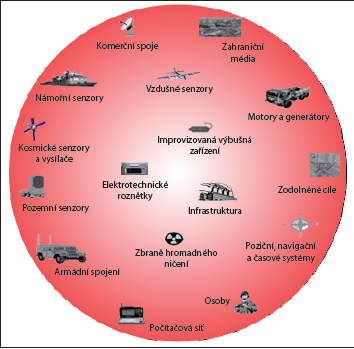 Komerční spoje
Zahraniční
média
Námořní senzory
Vzdušné senzory
Motory a generátory
Kosmické senzory
a vysílače
Improvizovaná výbušná
zařízení
Elektrotechnické
roznětky
Zodolněné cíle
Pozemní senzory
Infrastruktura
Armádní spojení
Zbraně hromadného
ničení
Poziční, navigační
a časové systémy
Osoby
Počítačová síť